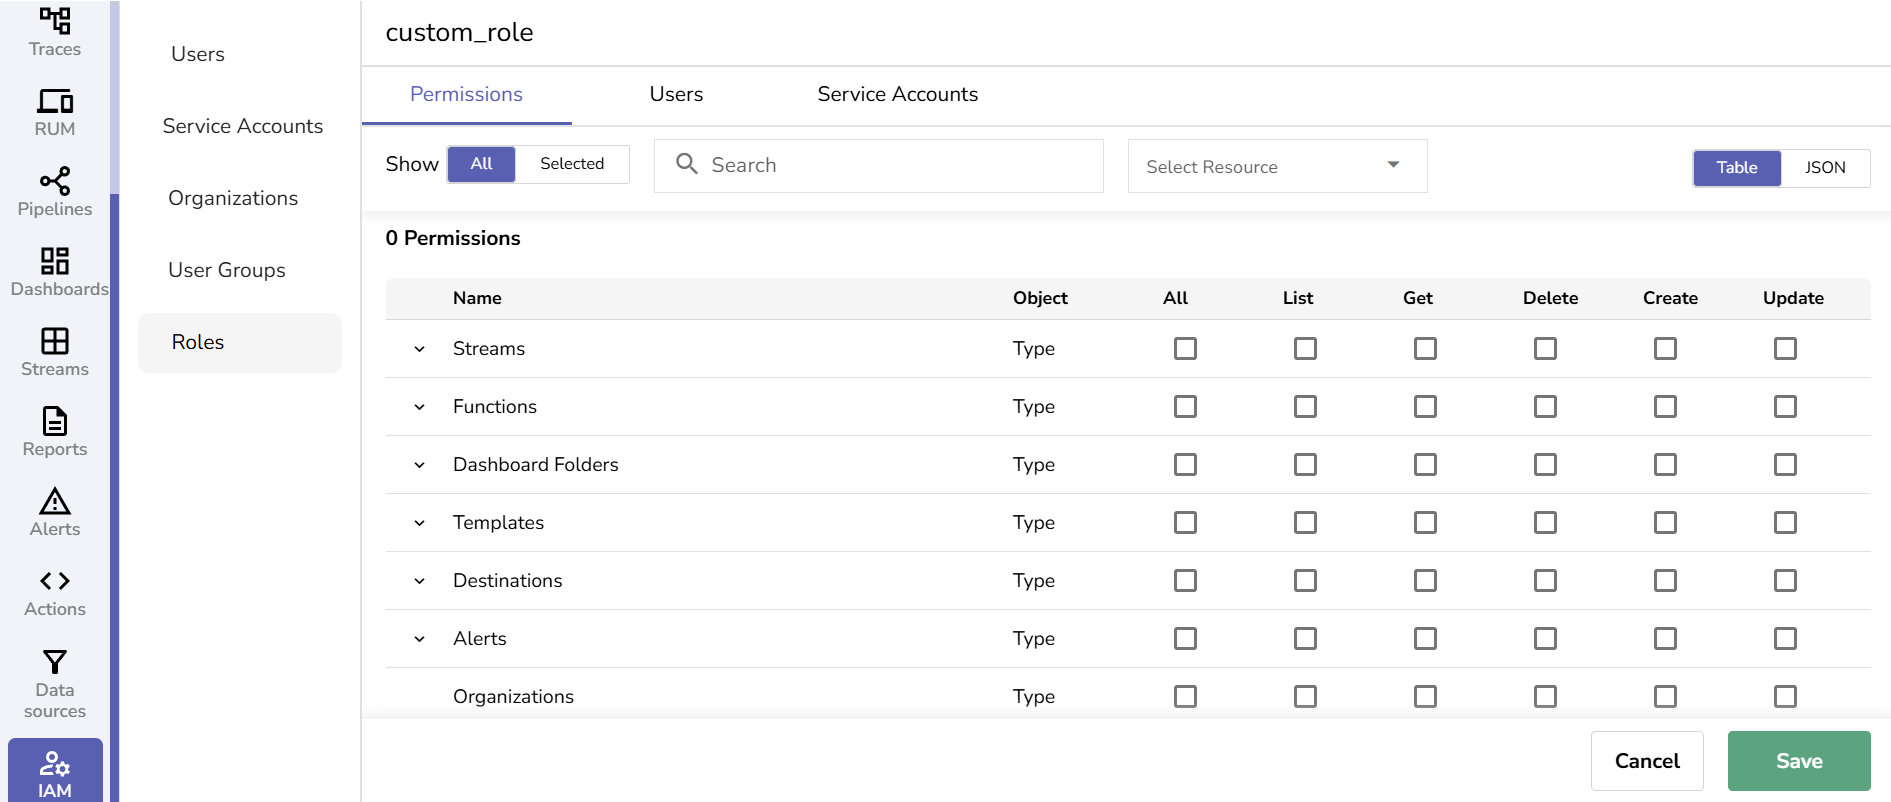 Traces
RUM
Pipelines
Dashboards
Streams
Reports
Alerts
Actions
Data
sources
IAM
Users
Service Accounts
Organizations
User Groups
Roles
custom_role
Permissions Users Service Accounts
Show All Selected Search Select Resource Table JSON
0 Permissions
Name Object All List Get Delete Create Update
Streams Type
Functions Type
Dashboard Folders Type
Templates Type
Destinations Type
Alerts Type
Organizations Type
Cancel Save